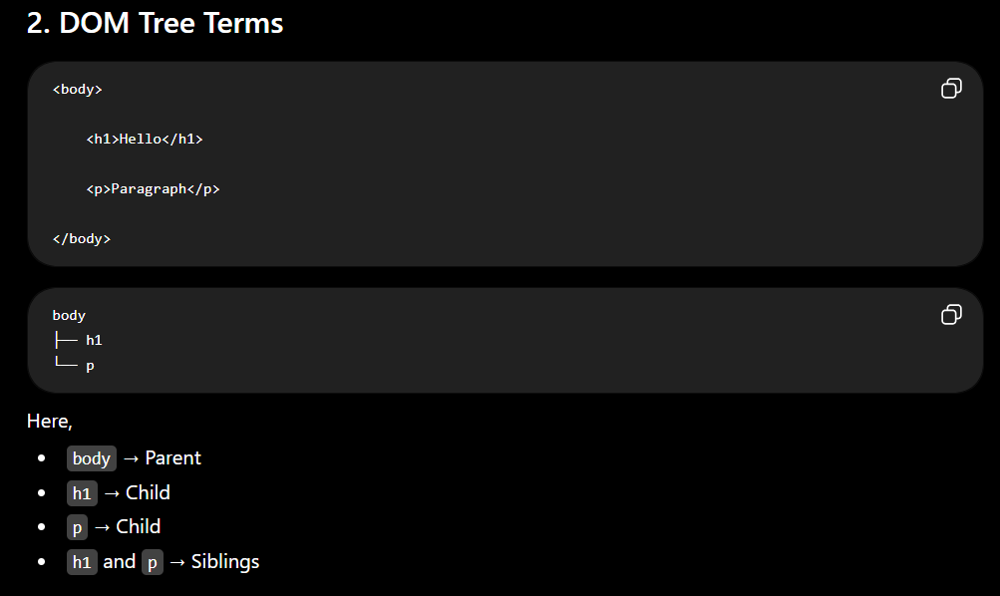 2. DOM Tree Terms
<body>
<h1>Hello</h1>
<p>Paragraph</p>
</body>
body
├── h1
└── p
Here,
• body → Parent
• h1 → Child
• p → Child
• h1 and p → Siblings